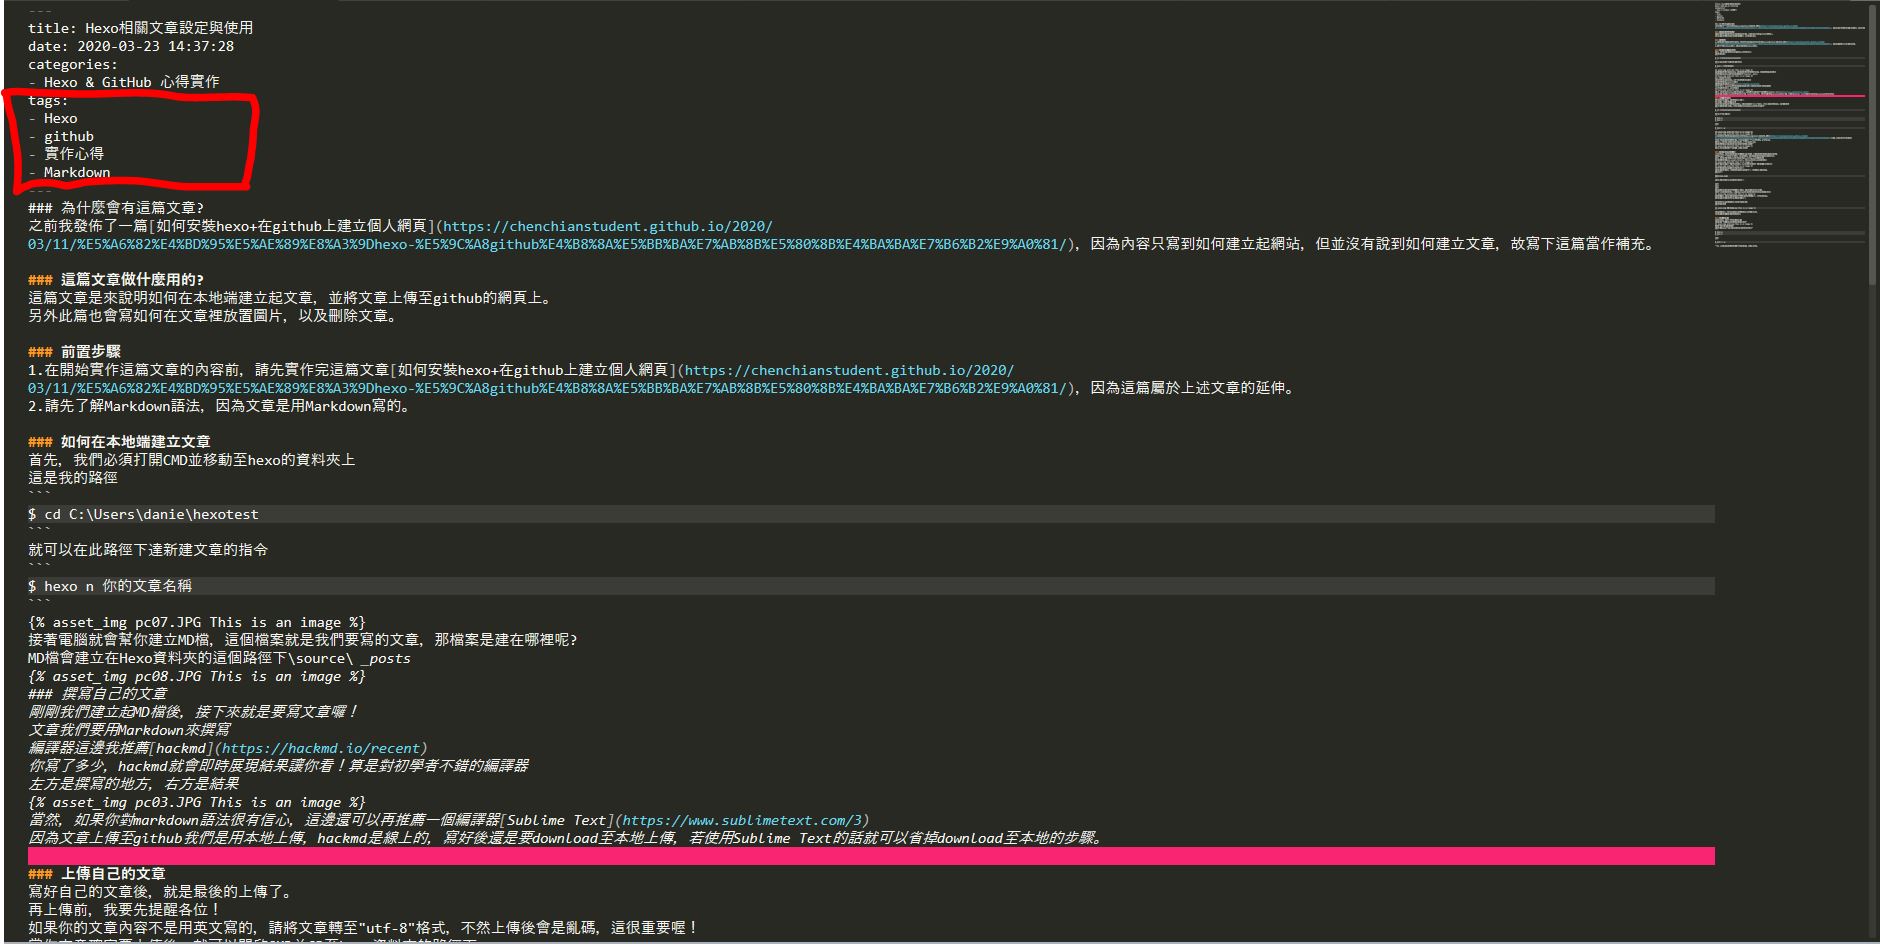 ---
title: Hexo相關文章設定與使用
date: 2020-03-23 14:37:28
categories:
- Hexo & GitHub 心得實作
tags:
- Hexo
- github
- 實作心得
- Markdown
---
### 為什麼會有這篇文章?
之前我發佈了一篇[如何安裝hexo+在github上建立個人網頁](https://chenchianstudent.github.io/2020/
03/11/%E5%A6%82%E4%BD%95%E5%AE%89%E8%A3%9Dhexo-%E5%9C%A8github%E4%B8%8A%E5%BB%BA%E7%AB%8B%E5%80%8B%E4%BA%BA%E7%B6%B2%E9%A0%81/), 因為內容只寫到如何建立起網站, 但並沒有說到如何建立文章, 故寫下這篇當作補充。
### 這篇文章做什麼用的?
這篇文章是來說明如何在本地端建立起文章, 並將文章上傳至github的網頁上。
另外此篇也會寫如何在文章裡放置圖片, 以及刪除文章。
### 前置步驟
1.在開始實作這篇文章的內容前, 請先實作完這篇文章[如何安裝hexo+在github上建立個人網頁](https://chenchianstudent.github.io/2020/
03/11/%E5%A6%82%E4%BD%95%E5%AE%89%E8%A3%9Dhexo-%E5%9C%A8github%E4%B8%8A%E5%BB%BA%E7%AB%8B%E5%80%8B%E4%BA%BA%E7%B6%B2%E9%A0%81/), 因為這篇屬於上述文章的延伸。
2.請先了解Markdown語法, 因為文章是用Markdown寫的。
### 如何在本地端建立文章
首先, 我們必須打開CMD並移動至hexo的資料夾上
這是我的路徑
```
$ cd C:\Users\danie\hexotest
```
就可以在此路徑下達新建文章的指令
```
$ hexo n 你的文章名稱
```
{% asset_img pc07.JPG This is an image %}
接著電腦就會幫你建立MD檔, 這個檔案就是我們要寫的文章, 那檔案是建在哪裡呢?
MD檔會建立在Hexo資料夾的這個路徑下\source\ _posts
{% asset_img pc08.JPG This is an image %}
### 撰寫自己的文章
剛剛我們建立起MD檔後, 接下來就是要寫文章囉！
文章我們要用Markdown來撰寫
編譯器這邊我推薦[hackmd](https://hackmd.io/recent)
你寫了多少, hackmd就會即時展現結果讓你看！算是對初學者不錯的編譯器
左方是撰寫的地方, 右方是結果
{% asset_img pc03.JPG This is an image %}
當然, 如果你對markdown語法很有信心, 這邊還可以再推薦一個編譯器[Sublime Text](https://www.sublimetext.com/3)
因為文章上傳至github我們是用本地上傳, hackmd是線上的, 寫好後還是要download至本地上傳, 若使用Sublime Text的話就可以省掉download至本地的步驟。
### 上傳自己的文章
寫好自己的文章後, 就是最後的上傳了。
再上傳前, 我要先提醒各位！
如果你的文章內容不是用英文寫的, 請將文章轉至"utf-8"格式, 不然上傳後會是亂碼, 這很重要喔！